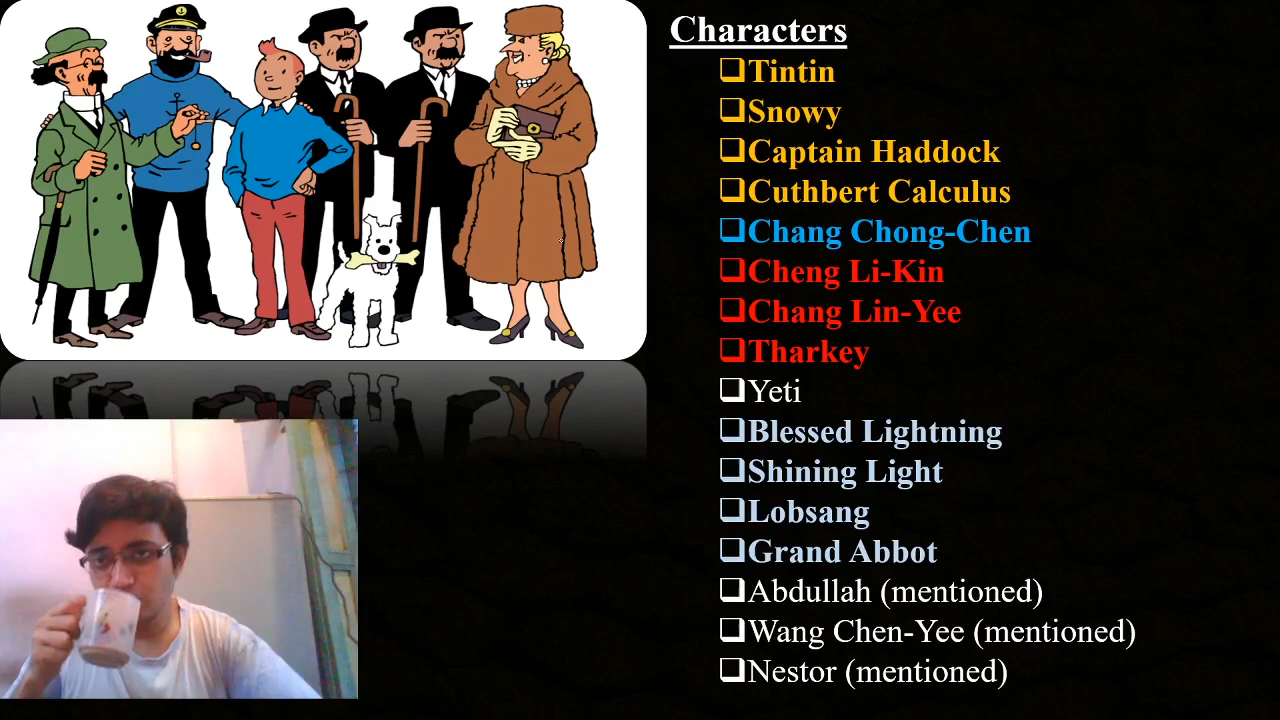 Characters
❑Tintin
❑Snowy
❑Captain Haddock
❑Cuthbert Calculus
❑Chang Chong-Chen
❑Cheng Li-Kin
❑Chang Lin-Yee
❑Tharkey
❑Yeti
❑Blessed Lightning
❑Shining Light
❑Lobsang
❑Grand Abbot
❑Abdullah (mentioned)
❑Wang Chen-Yee (mentioned)
❑Nestor (mentioned)